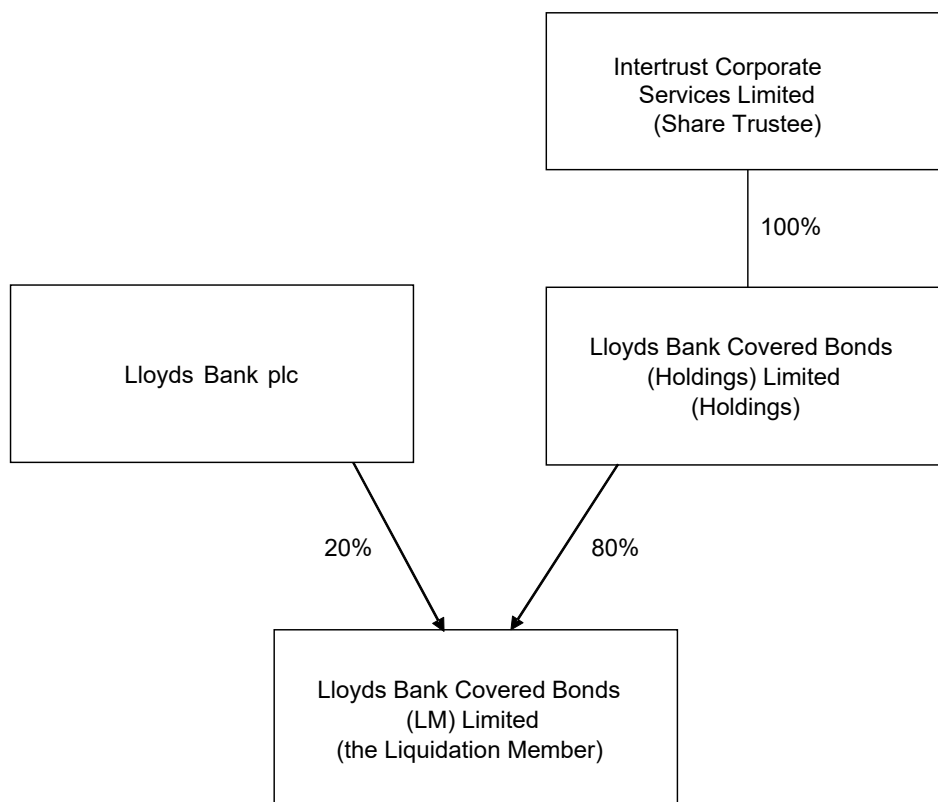 Intertrust Corporate
Services Limited
(Share Trustee)
100%
Lloyds Bank plc
Lloyds Bank Covered Bonds
(Holdings) Limited
(Holdings)
20%
80%
Lloyds Bank Covered Bonds
(LM) Limited
(the Liquidation Member)